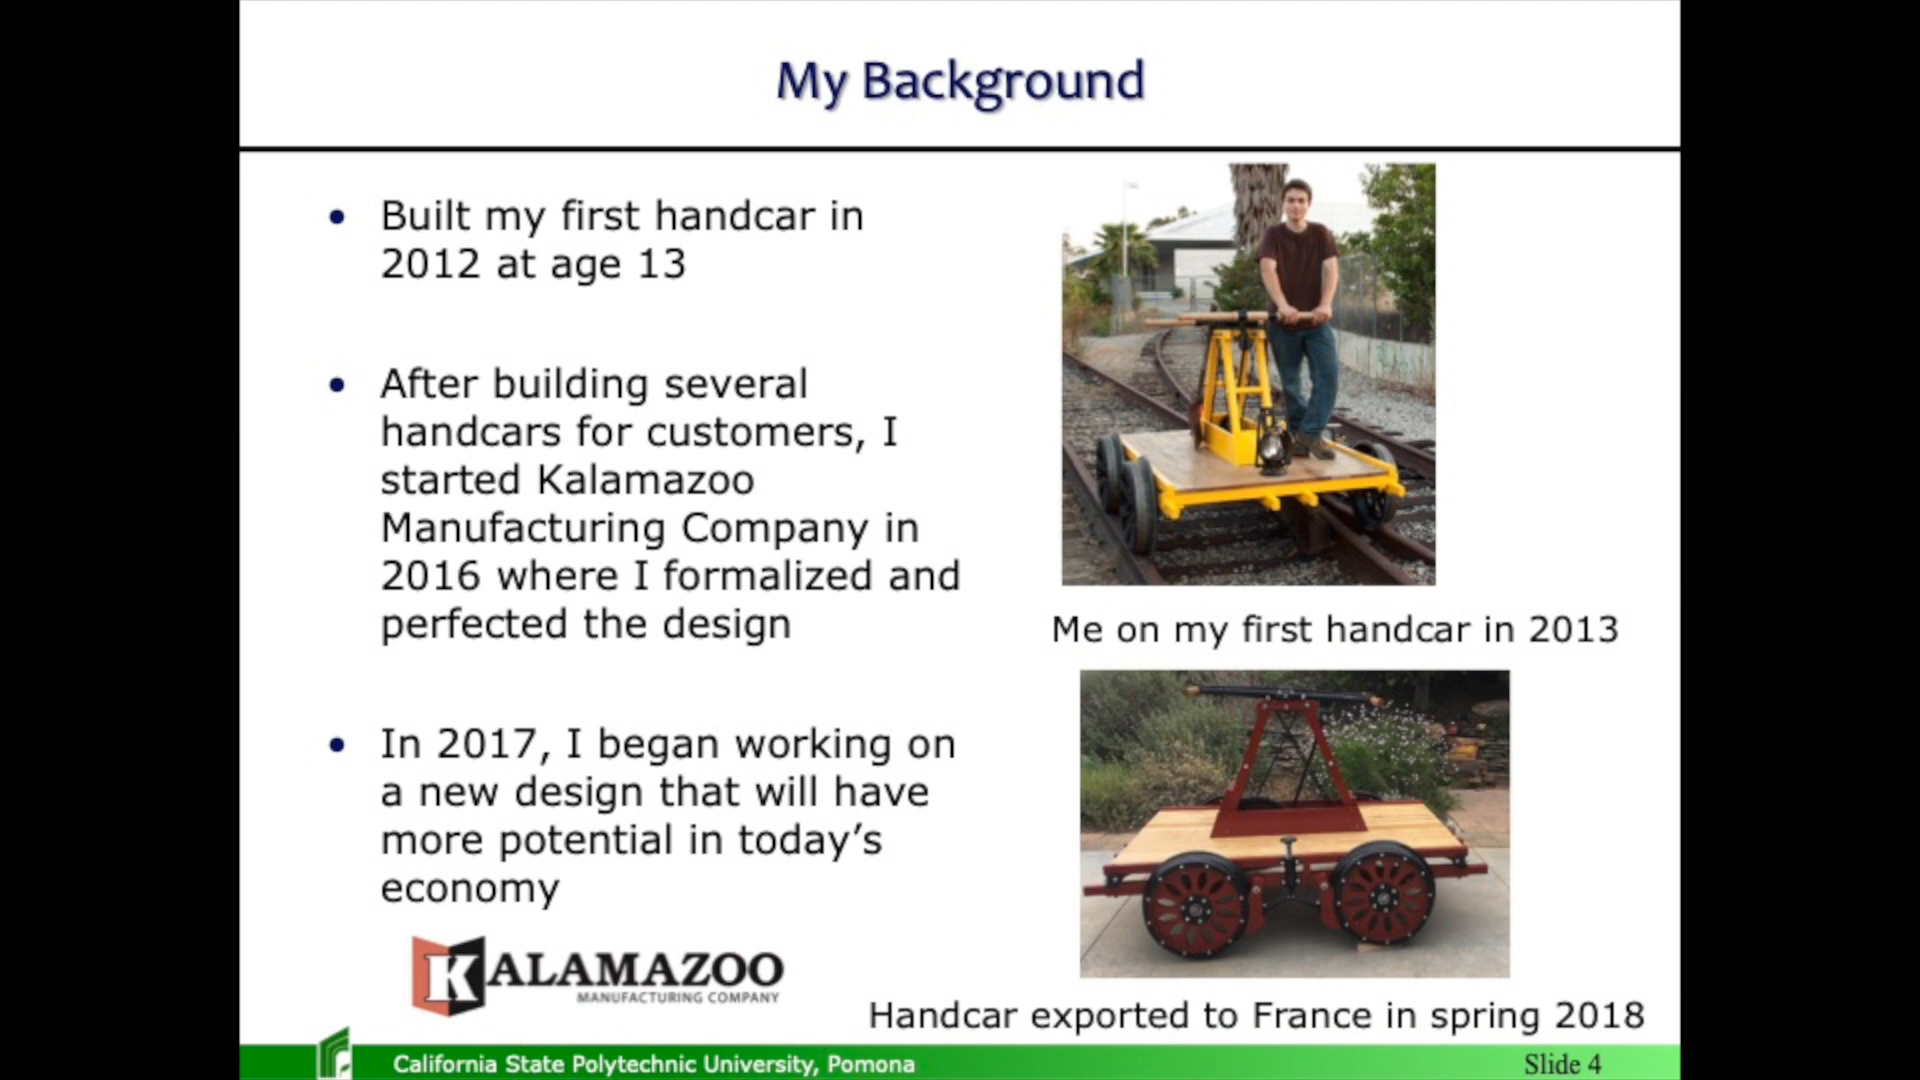 My Background
• Built my first handcar in
2012 at age 13
• After building several
handcars for customers, I
started Kalamazoo
Manufacturing Company in
2016 where I formalized and
perfected the design
• In 2017, I began working on
a new design that will have
more potential in today’s
economy
KALAMAZOO
MANUFACTURING COMPANY
Me on my first handcar in 2013
Handcar exported to France in spring 2018
California State Polytechnic University, Pomona
Slide 4